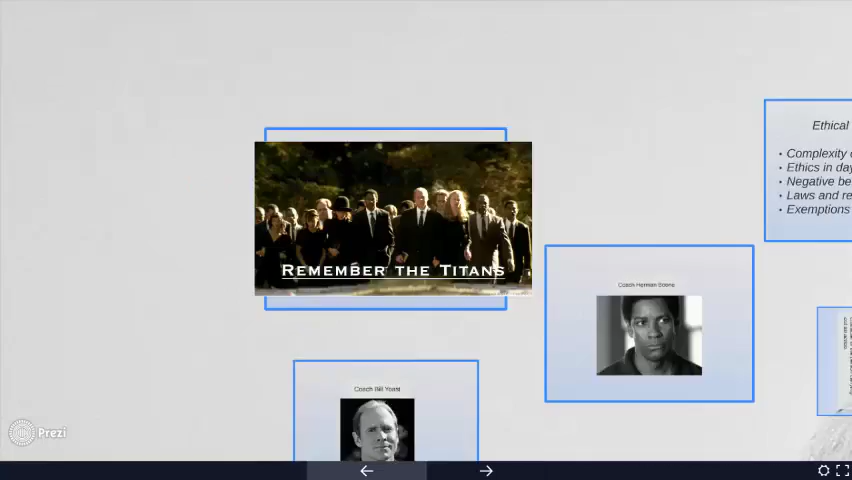 REMEMBER THE TITANS
Ethical
• Complexity
• Ethics in day
• Negative be
• Laws and re
• Exemptions
Coach Herman Boone
Coach Bill Yoast
Prezi